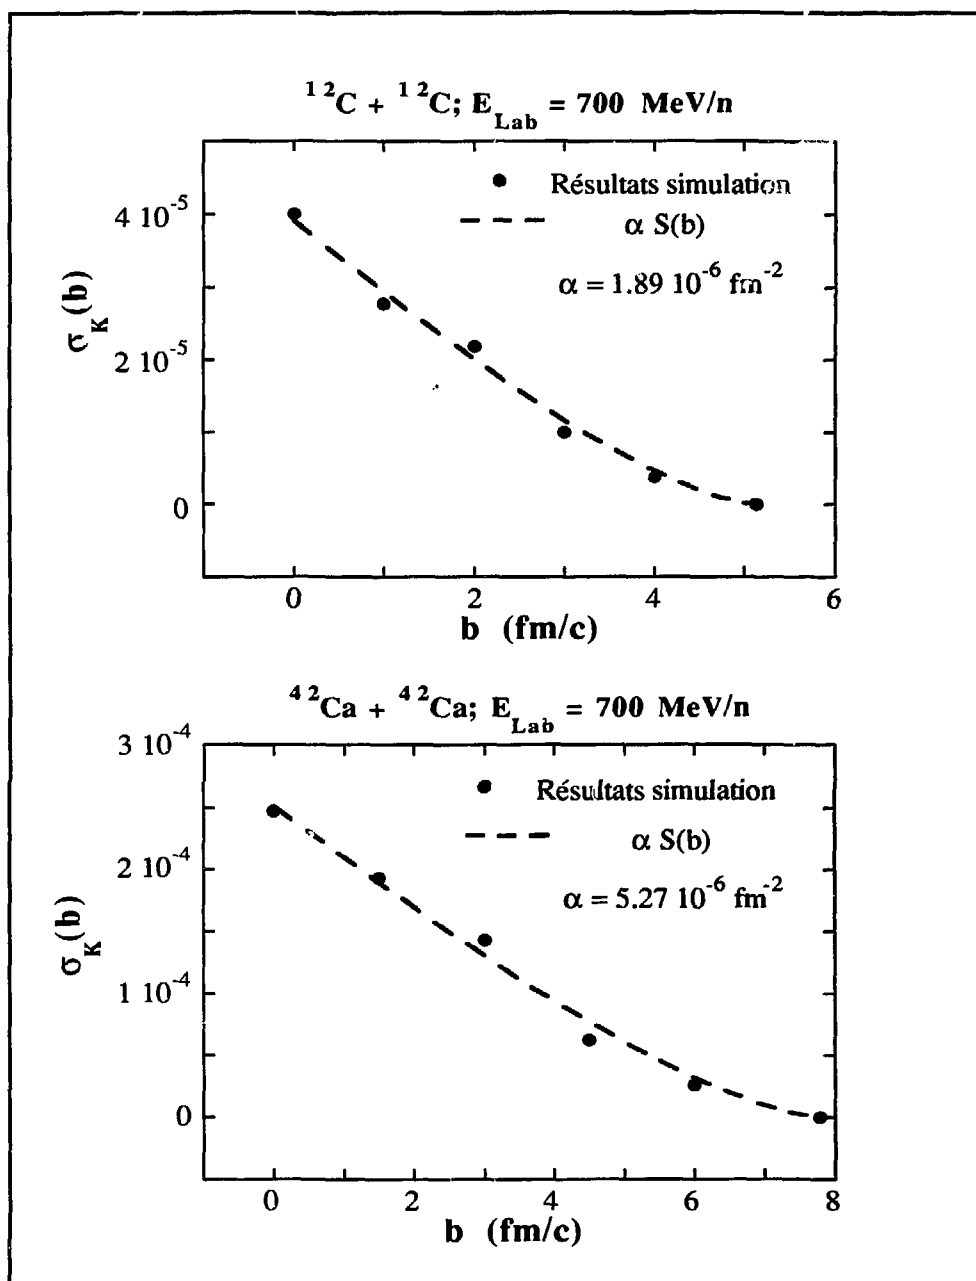 ¹²C + ¹²C; E_Lab = 700 MeV/n
Résultats simulation
α S(b)
α = 1.89 10⁻⁶ fm⁻²
4 10⁻⁵
2 10⁻⁵
0
σ_K(b)
0 2 4 6
b (fm/c)
⁴²Ca + ⁴²Ca; E_Lab = 700 MeV/n
3 10⁻⁴
Résultats simulation
α S(b)
2 10⁻⁴
α = 5.27 10⁻⁶ fm⁻²
1 10⁻⁴
0
σ_K(b)
0 2 4 6 8
b (fm/c)